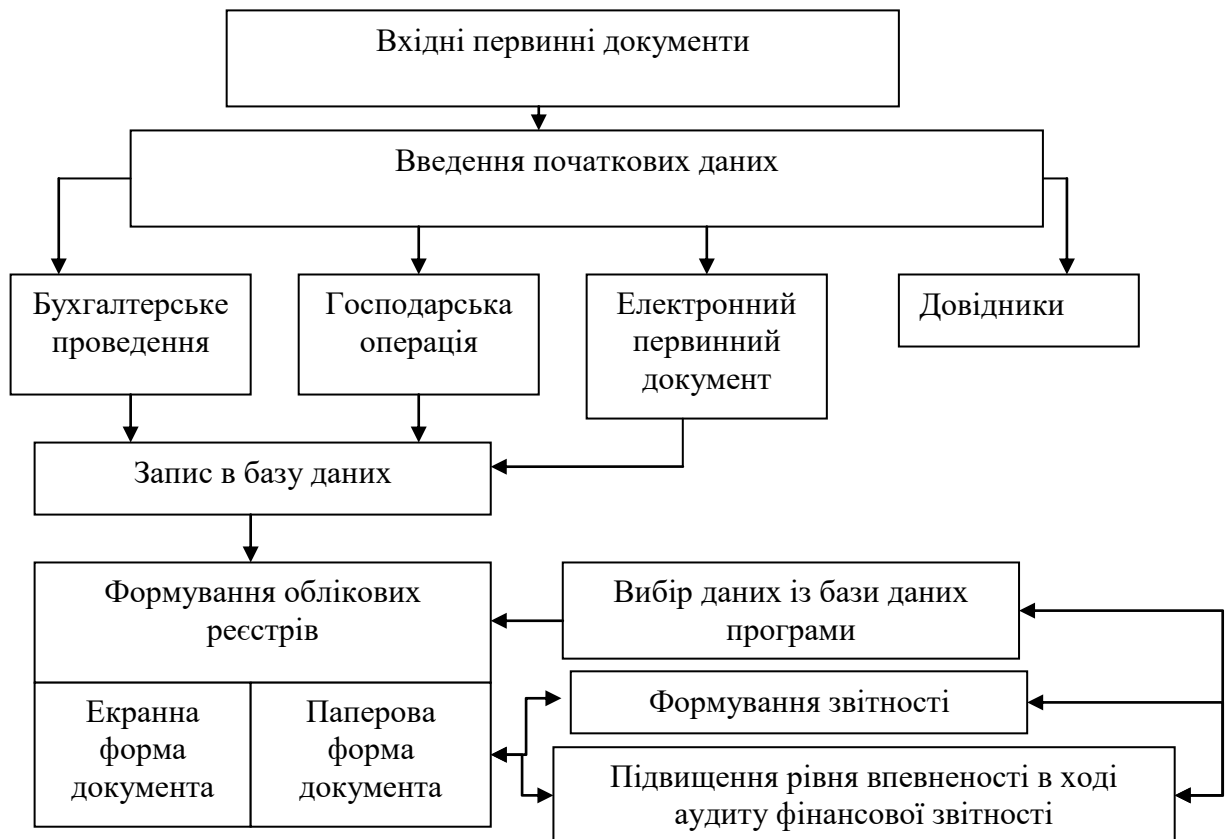 Вхідні первинні документи
Введення початкових даних
Бухгалтерське
проведення
Господарська
операція
Електронний
первинний
документ
Довідники
Запис в базу даних
Формування облікових
реєстрів
Вибір даних із бази даних
програми
Екранна
форма
документа
Паперова
форма
документа
Формування звітності
Підвищення рівня впевненості в ході
аудиту фінансової звітності